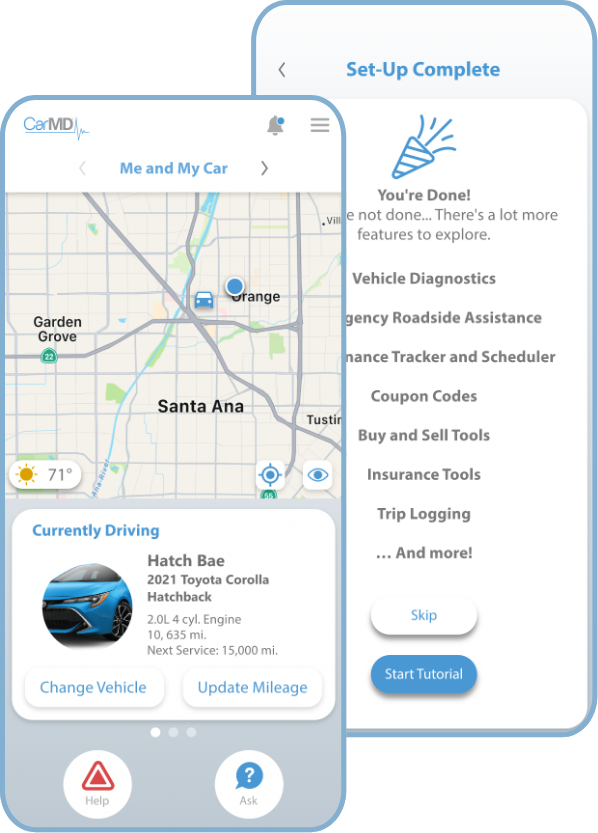 CarMD
Me and My Car
Garden
Grove
22
Orange
Santa Ana
Tustin
71°
55
Currently Driving
Hatch Bae
2021 Toyota Corolla
Hatchback
2.0L 4 cyl. Engine
10, 635 mi.
Next Service: 15,000 mi.
Change Vehicle
Update Mileage
Help
?
Ask
Set-Up Complete
You're Done!
not done... There's a lot more
features to explore.
Vehicle Diagnostics
Roadside Assistance
Tracker and Scheduler
Coupon Codes
Buy and Sell Tools
Insurance Tools
Trip Logging
... And more!
Skip
Start Tutorial